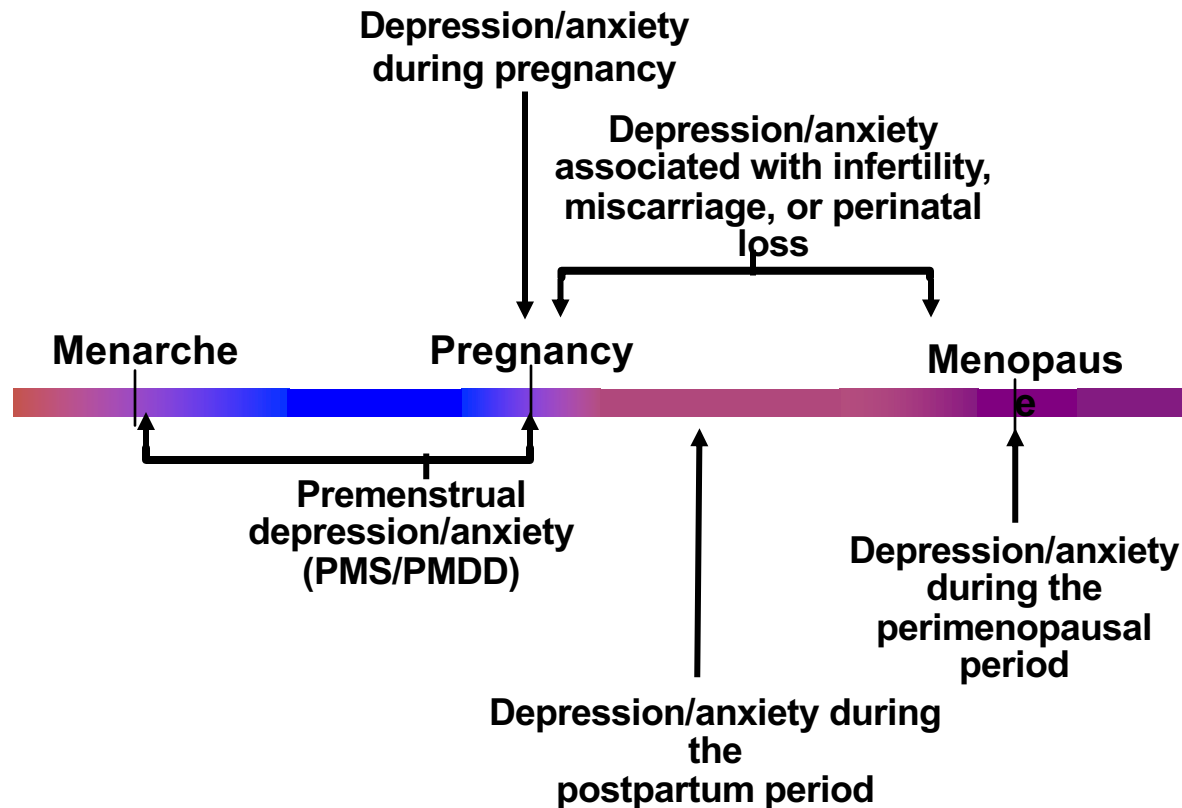 Depression/anxiety
during pregnancy
Depression/anxiety
associated with infertility,
miscarriage, or perinatal
loss
Menarche
Pregnancy
Menopaus
e
Premenstrual
depression/anxiety
(PMS/PMDD)
Depression/anxiety
during the
perimenopausal
period
Depression/anxiety during
the
postpartum period